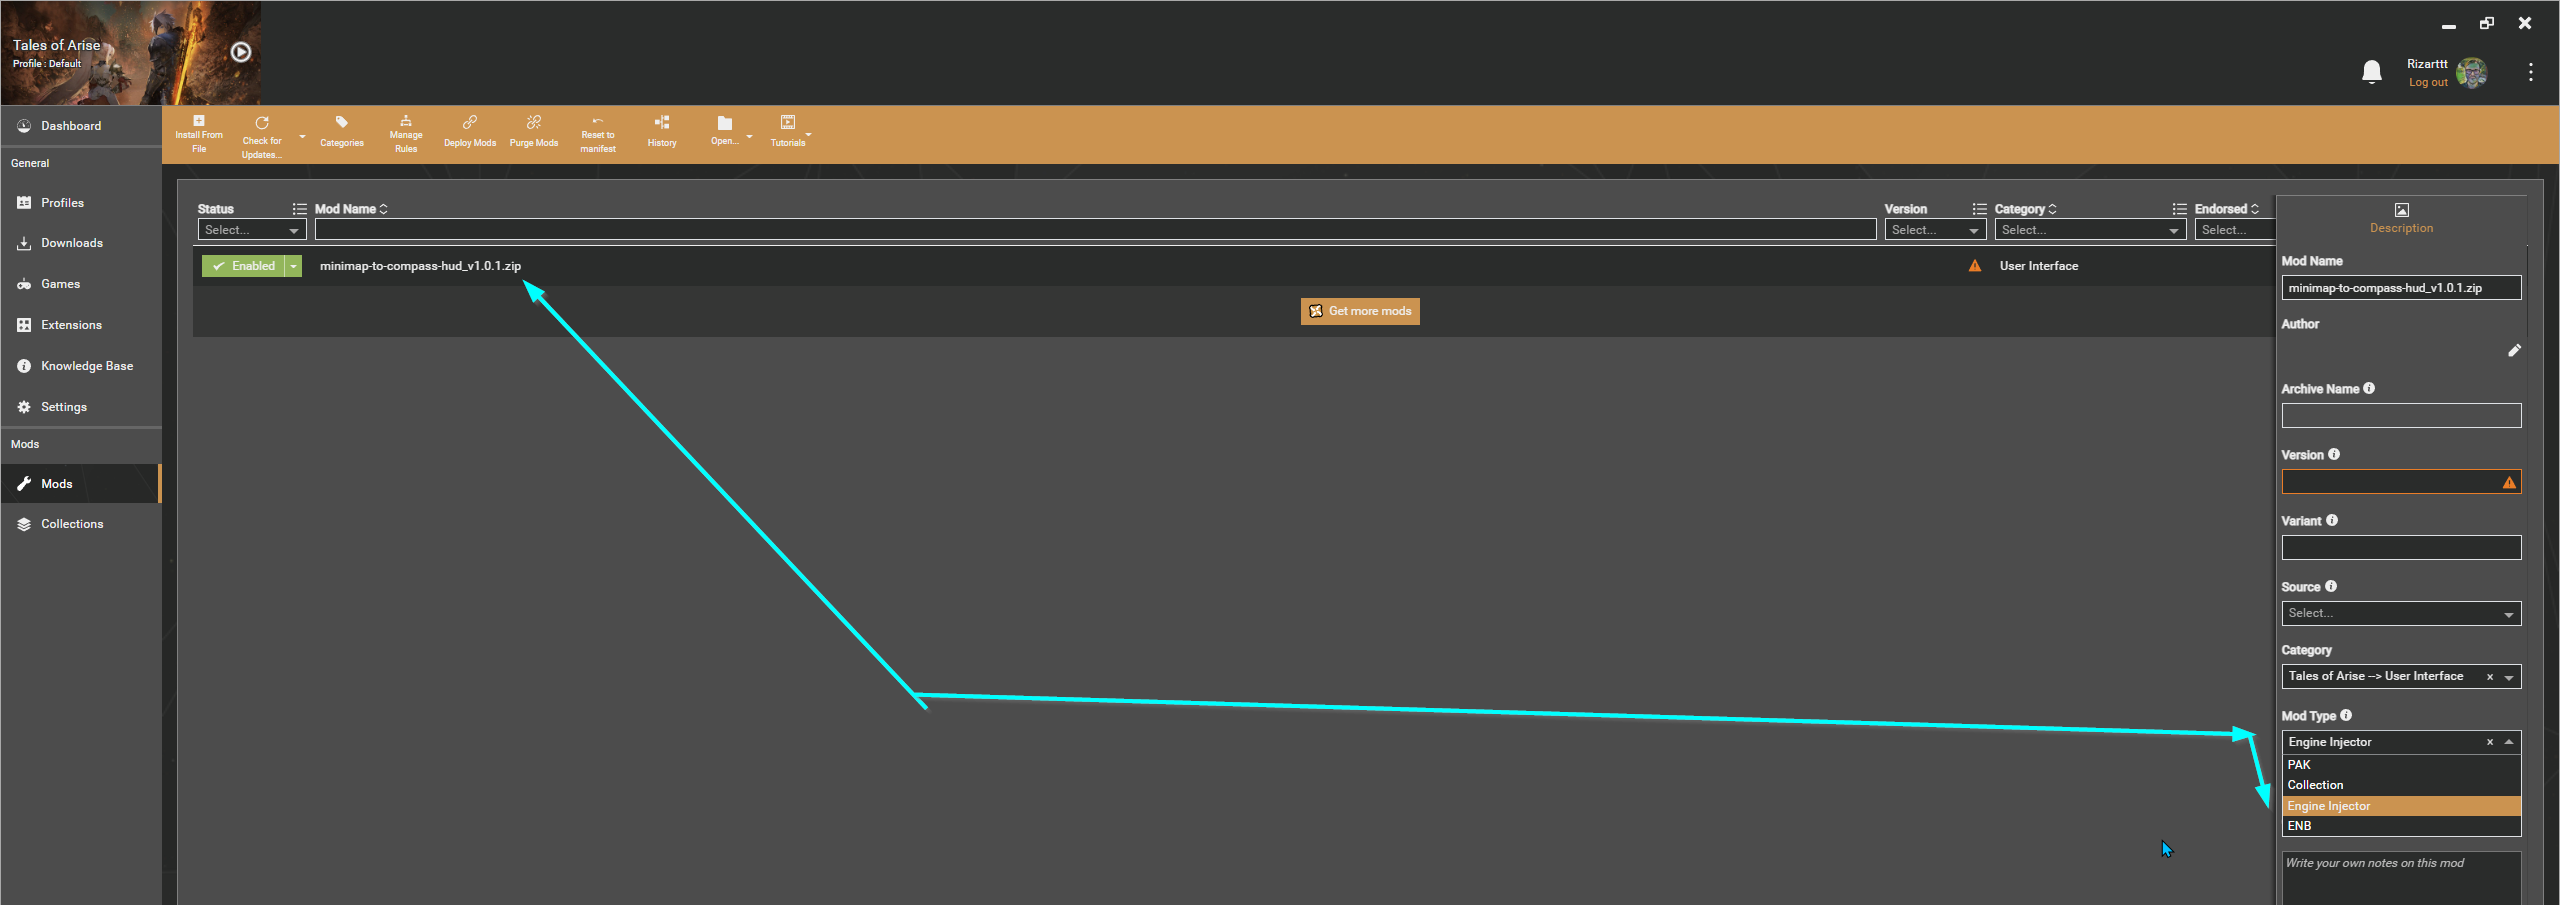 Tales of Arise
Profile : Default
Rizarttt
Log out
Dashboard
General
Profiles
Downloads
Games
Extensions
Knowledge Base
Settings
Mods
Mods
Collections
Install From
File
Check for
Updates...
Categories
Manage
Rules
Deploy Mods
Purge Mods
Reset to
manifest
History
Open...
Tutorials
Status
Mod Name
Version
Category
Endorsed
Select...
Select...
Select...
Select...
Enabled
minimap-to-compass-hud_v1.0.1.zip
User Interface
Get more mods
Description
Mod Name
minimap-to-compass-hud_v1.0.1.zip
Author
Archive Name
Version
Variant
Source
Select...
Category
Tales of Arise --> User Interface
Mod Type
Engine Injector
PAK
Collection
Engine Injector
ENB
Write your own notes on this mod